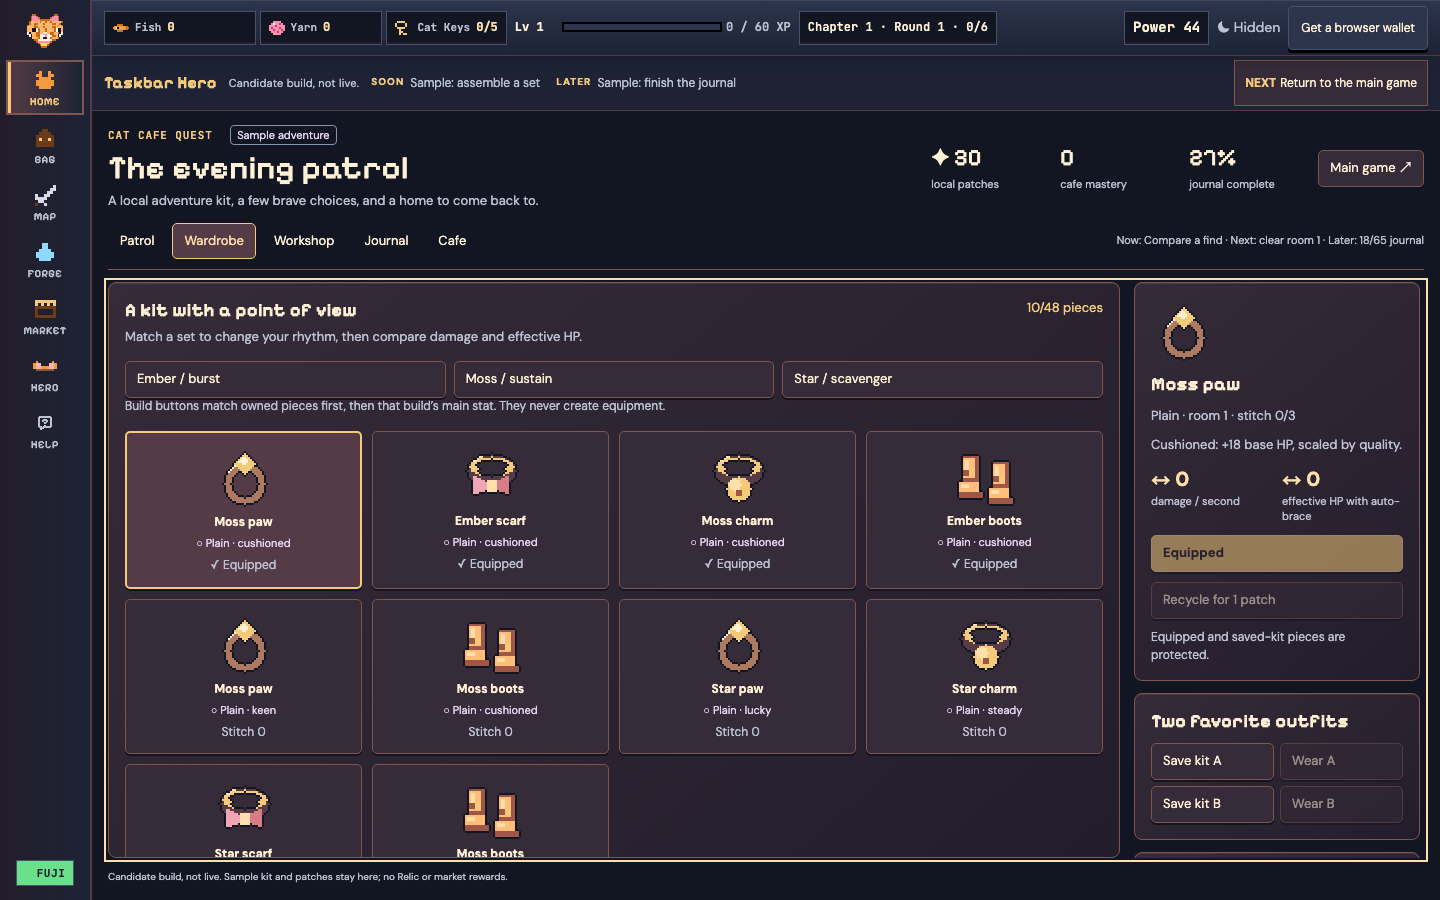 Fish 0
Yarn 0
Cat Keys 0/5
Lv 1
0 / 60 XP
Chapter 1 · Round 1 · 0/6
Power 44
Hidden
Get a browser wallet
HOME
BAG
MAP
FORGE
MARKET
HERO
HELP
FUJI
Taskbar Hero
Candidate build, not live.
SOON Sample: assemble a set
LATER Sample: finish the journal
NEXT Return to the main game
CAT CAFE QUEST
Sample adventure
The evening patrol
A local adventure kit, a few brave choices, and a home to come back to.
✦ 30
local patches
0
cafe mastery
27%
journal complete
Main game ↗
Patrol
Wardrobe
Workshop
Journal
Cafe
Now: Compare a find · Next: clear room 1 · Later: 18/65 journal
A kit with a point of view
10/48 pieces
Match a set to change your rhythm, then compare damage and effective HP.
Ember / burst
Moss / sustain
Star / scavenger
Build buttons match owned pieces first, then that build's main stat. They never create equipment.
Moss paw
○ Plain · cushioned
✓ Equipped
Ember scarf
○ Plain · cushioned
✓ Equipped
Moss charm
○ Plain · cushioned
✓ Equipped
Ember boots
○ Plain · cushioned
✓ Equipped
Moss paw
○ Plain · keen
Stitch 0
Moss boots
○ Plain · cushioned
Stitch 0
Star paw
○ Plain · lucky
Stitch 0
Star charm
○ Plain · steady
Stitch 0
Star scarf
Moss boots
Moss paw
Plain · room 1 · stitch 0/3
Cushioned: +18 base HP, scaled by quality.
↔ 0
damage / second
↔ 0
effective HP with auto-
brace
Equipped
Recycle for 1 patch
Equipped and saved-kit pieces are
protected.
Two favorite outfits
Save kit A
Wear A
Save kit B
Wear B
Candidate build, not live. Sample kit and patches stay here; no Relic or market rewards.